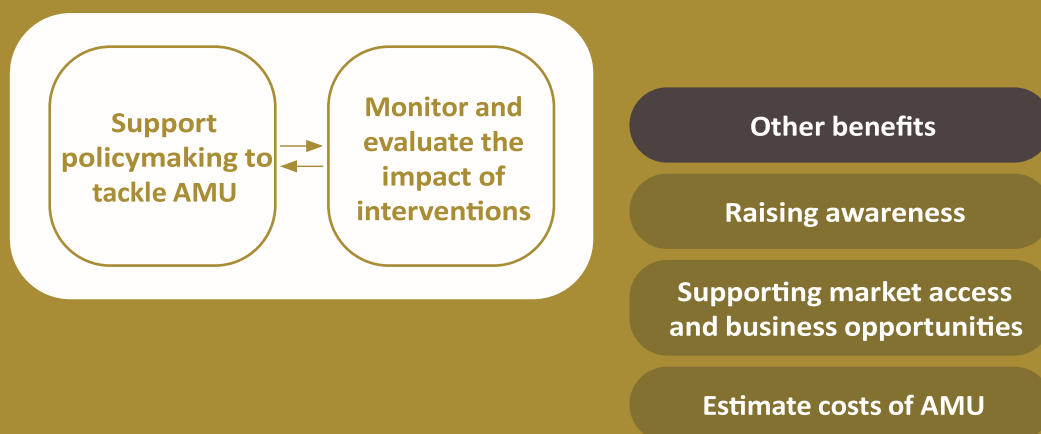 Support
policymaking to
tackle AMU
Monitor and
evaluate the
impact of
interventions
Other benefits
Raising awareness
Supporting market access
and business opportunities
Estimate costs of AMU